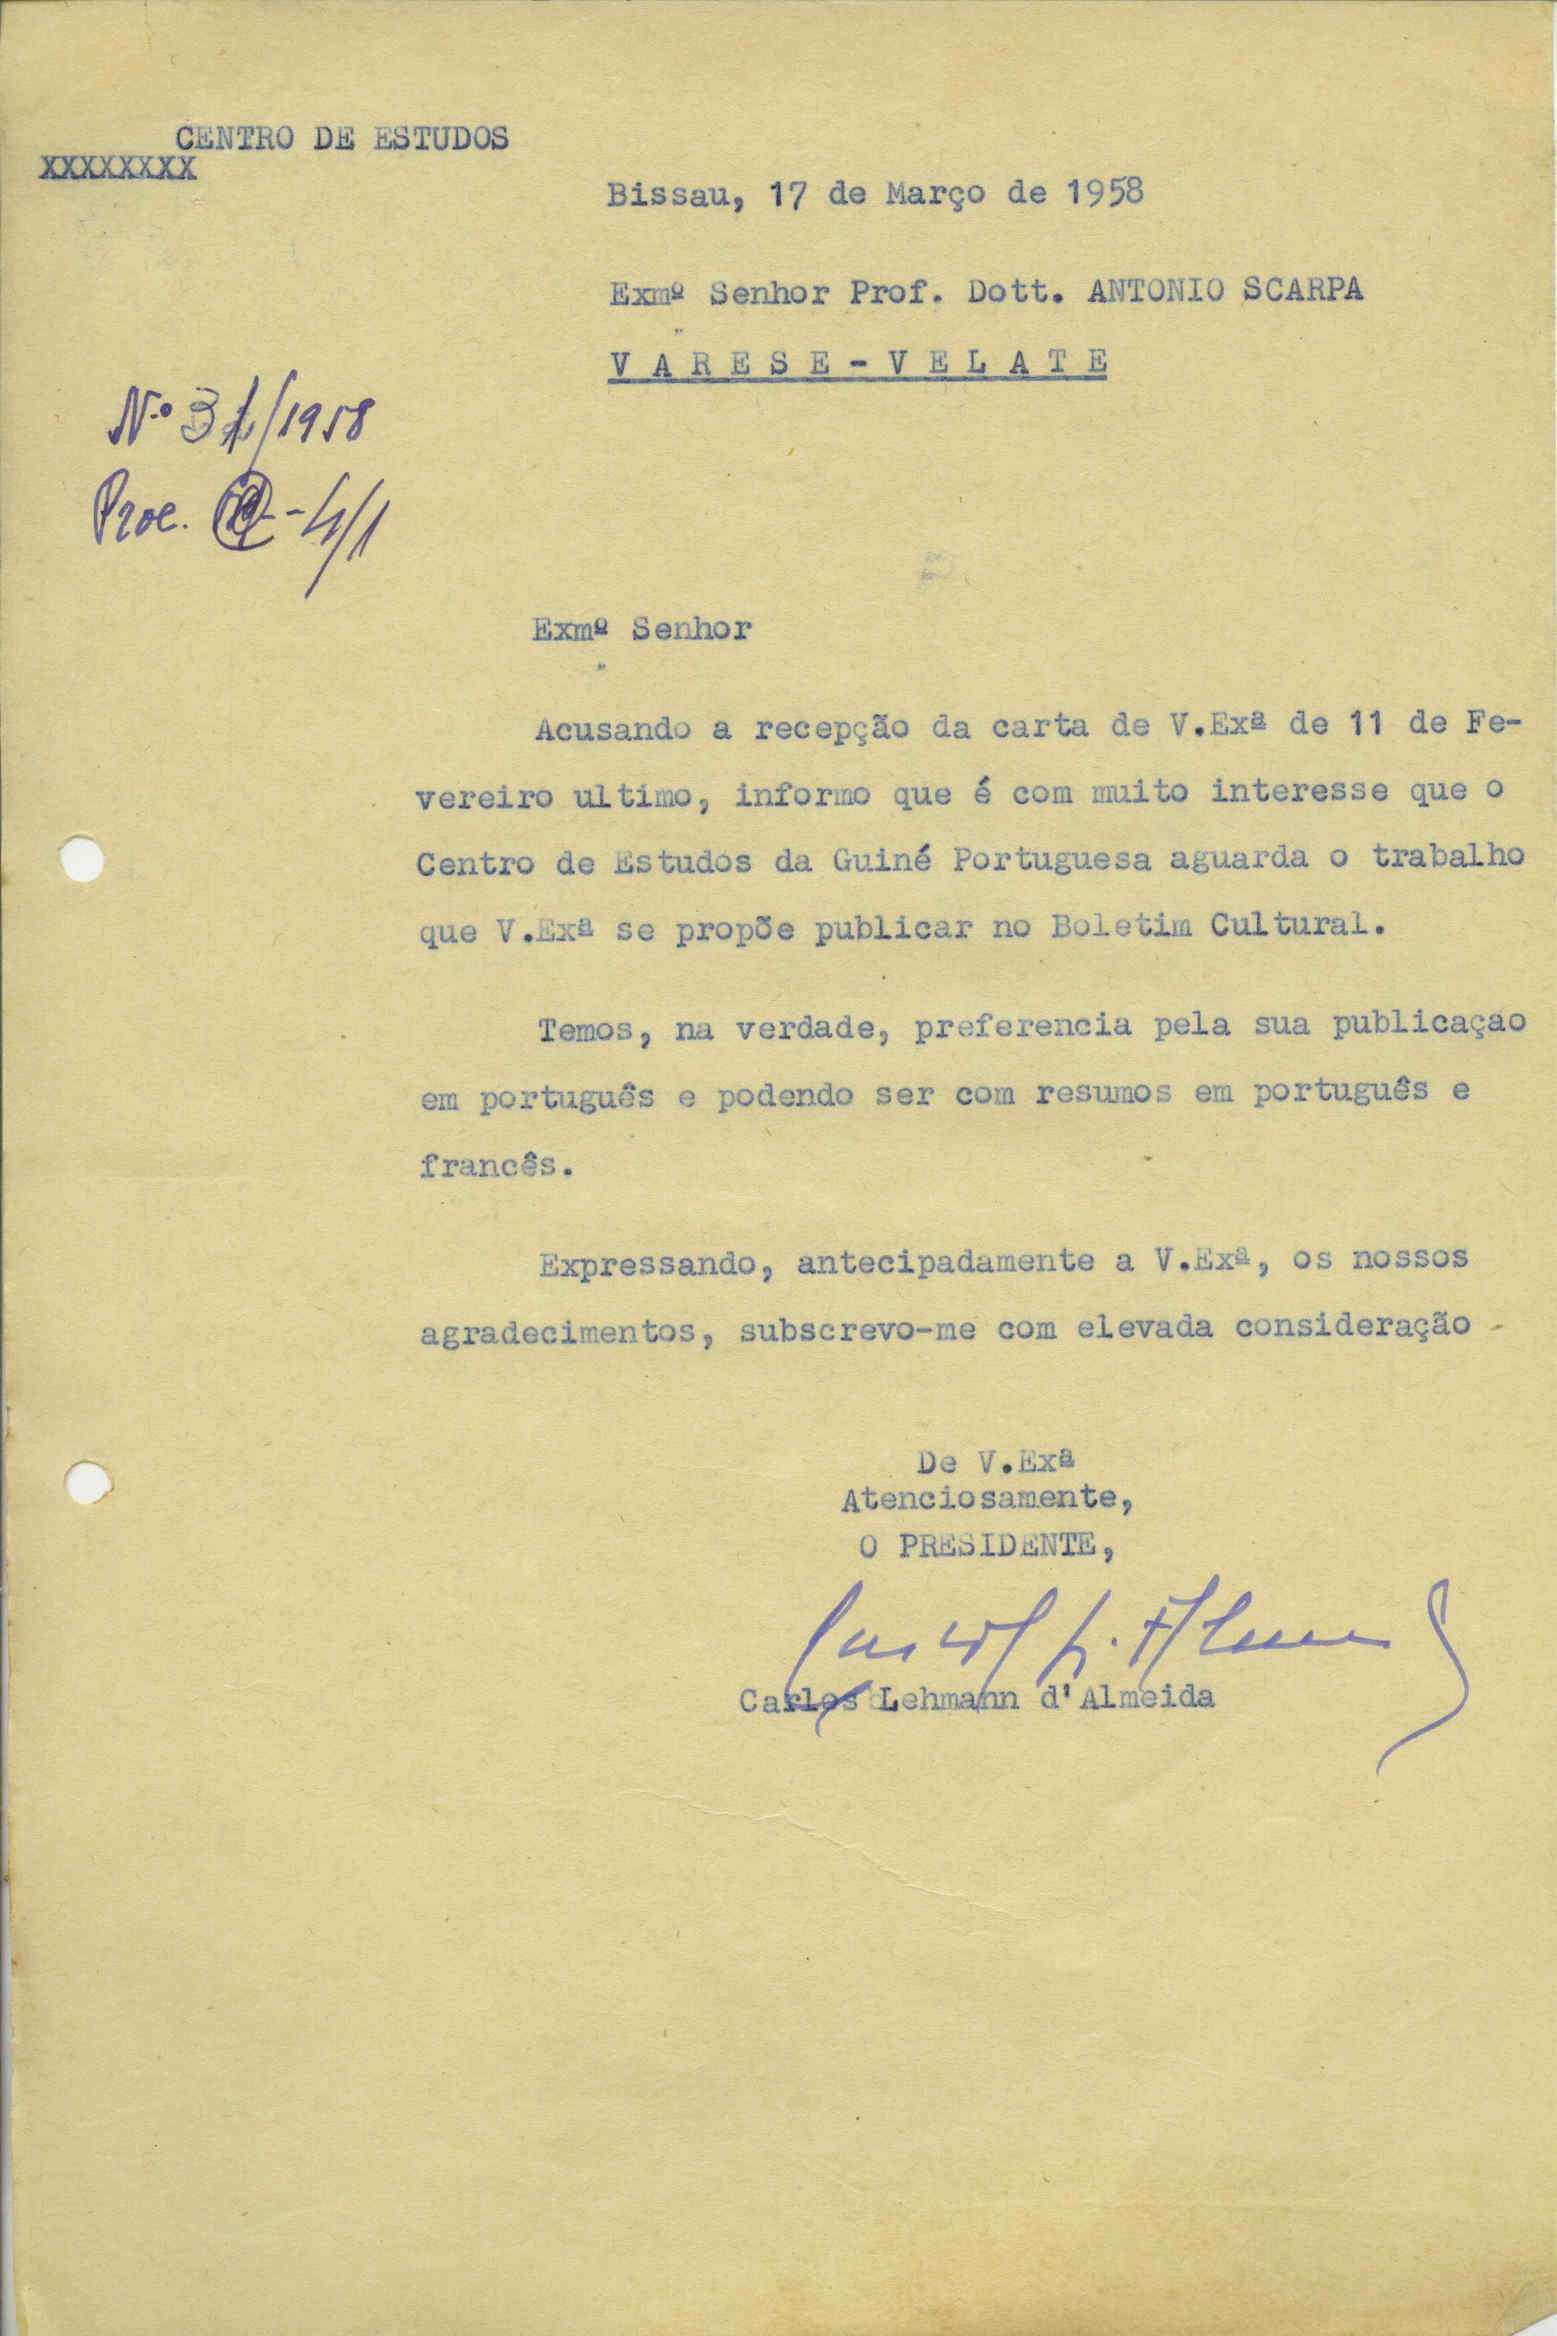 CENTRO DE ESTUDOS
XXXXXXXX
Bissau, 17 de Março de 1958
Exmº Senhor Prof. Dott. ANTONIO SCARPA
V A R E S E - V E L A T E
Nº 31/1958
Proc. -4/1
Exmº Senhor
Acusando a recepção da carta de V.Exª de 11 de Fe-
vereiro ultimo, informo que é com muito interesse que o
Centro de Estudos da Guiné Portuguesa aguarda o trabalho
que V.Exª se propõe publicar no Boletim Cultural.
Temos, na verdade, preferencia pela sua publicaçao
em português e podendo ser com resumos em português e
francês.
Expressando, antecipadamente a V.Exª, os nossos
agradecimentos, subscrevo-me com elevada consideração
De V.Exª
Atenciosamente,
O PRESIDENTE,
Carlos Lehmann d'Almeida